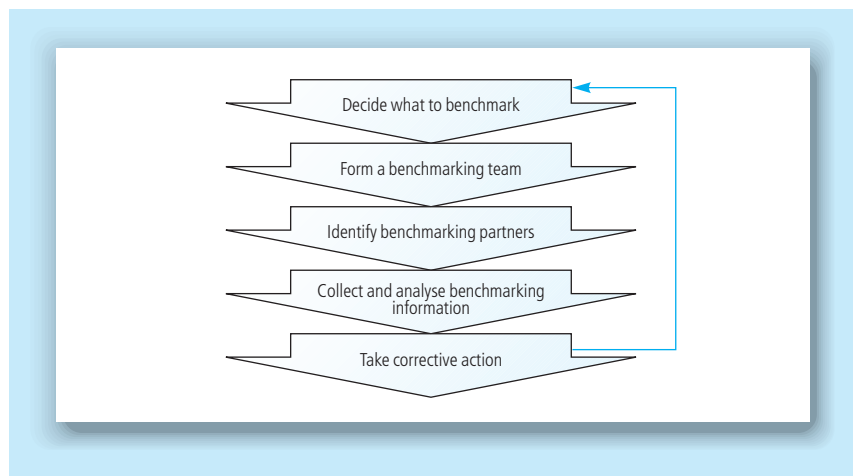 Decide what to benchmark
Form a benchmarking team
Identify benchmarking partners
Collect and analyse benchmarking
information
Take corrective action